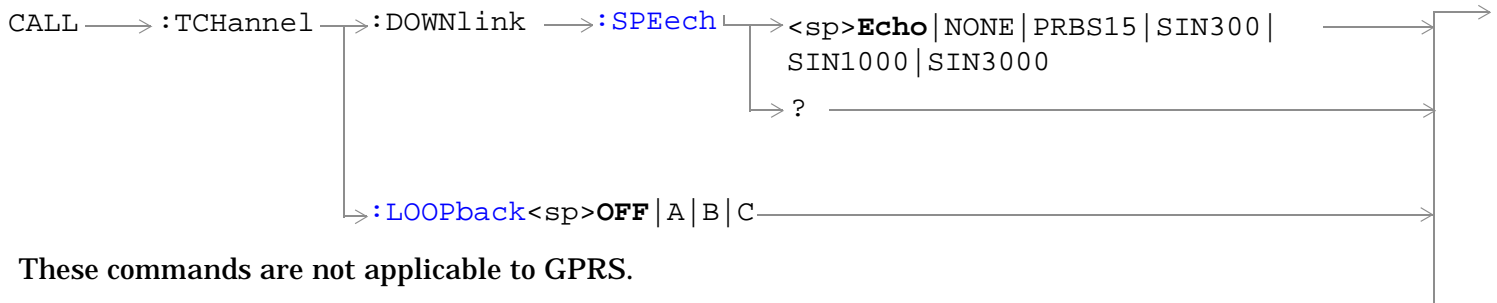 CALL :TCHannel :DOWNlink :SPEech <sp>Echo|NONE|PRBS15|SIN300|
SIN1000|SIN3000
?
:LOOPback<sp>OFF|A|B|C
These commands are not applicable to GPRS.